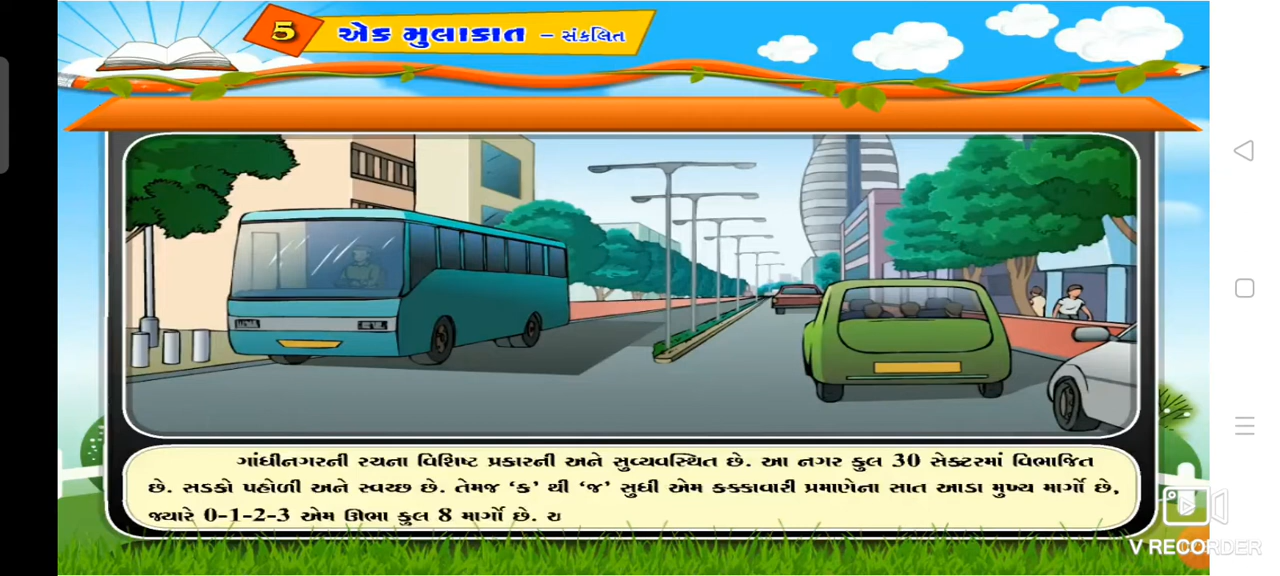 5 એક મુલાકાત – સંકલિત
ગાંધીનગરની રચના વિશિષ્ટ પ્રકારની અને સુવ્યવસ્થિત છે. આ નગર કુલ 30 સેક્ટરમાં વિભાજિત
છે. સડકો પહોળી અને સ્વચ્છ છે. તેમજ ‘ક’ થી ‘જ’ સુધી એમ કક્કાવારી પ્રમાણેના સાત આડા મુખ્ય માર્ગો છે,
જ્યારે 0-1-2-3 એમ ઊભા કુલ 8 માર્ગો છે.
V RECORDER